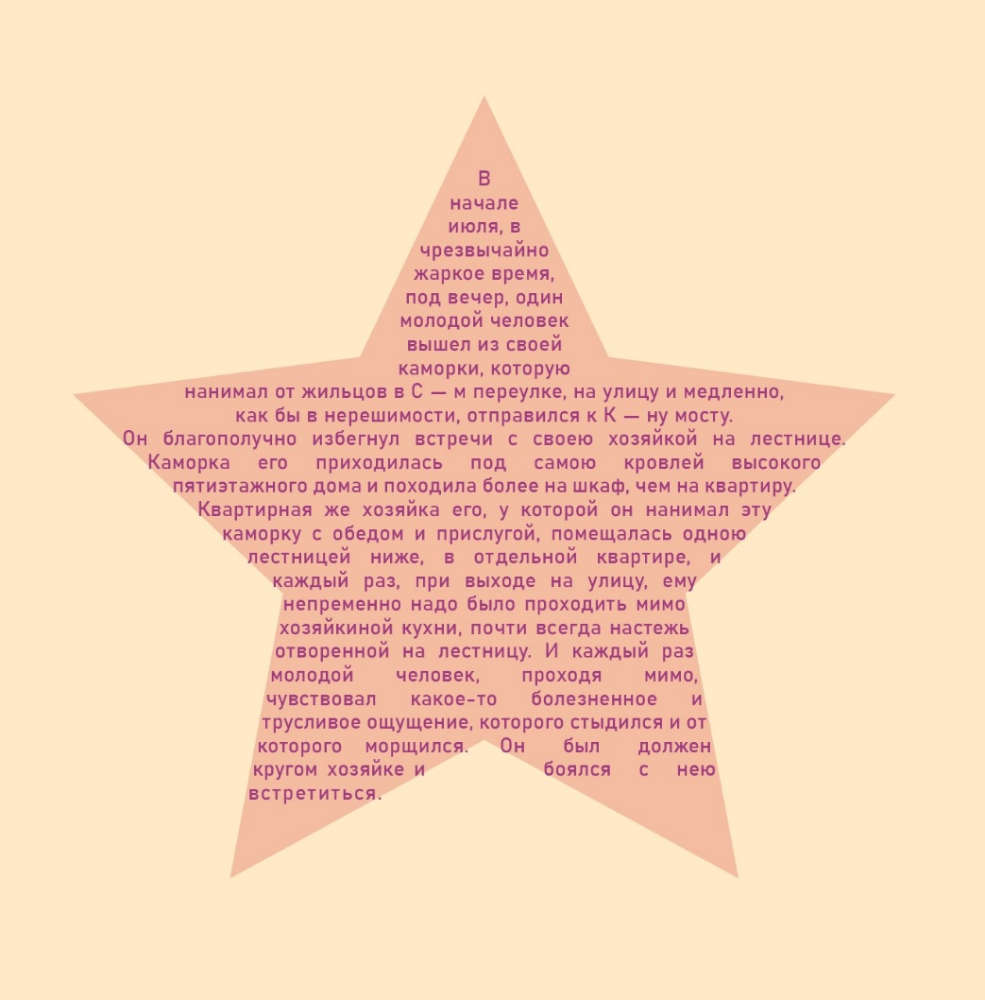 В
начале
июля, в
чрезвычайно
жаркое время,
под вечер, один
молодой человек
вышел из своей
каморки, которую
нанимал от жильцов в С — м переулке, на улицу и медленно,
как бы в нерешимости, отправился к К — ну мосту.
Он благополучно избегнул встречи с своею хозяйкой на лестнице.
Каморка его приходилась под самою кровлей высокого
пятиэтажного дома и походила более на шкаф, чем на квартиру.
Квартирная же хозяйка его, у которой он нанимал эту
каморку с обедом и прислугой, помещалась одною
лестницей ниже, в отдельной квартире, и
каждый раз, при выходе на улицу, ему
непременно надо было проходить мимо
хозяйкиной кухни, почти всегда настежь
отворенной на лестницу. И каждый раз
молодой человек, проходя мимо,
чувствовал какое-то болезненное и
трусливое ощущение, которого стыдился и от
которого морщился. Он был должен
кругом хозяйке и боялся с нею
встретиться.